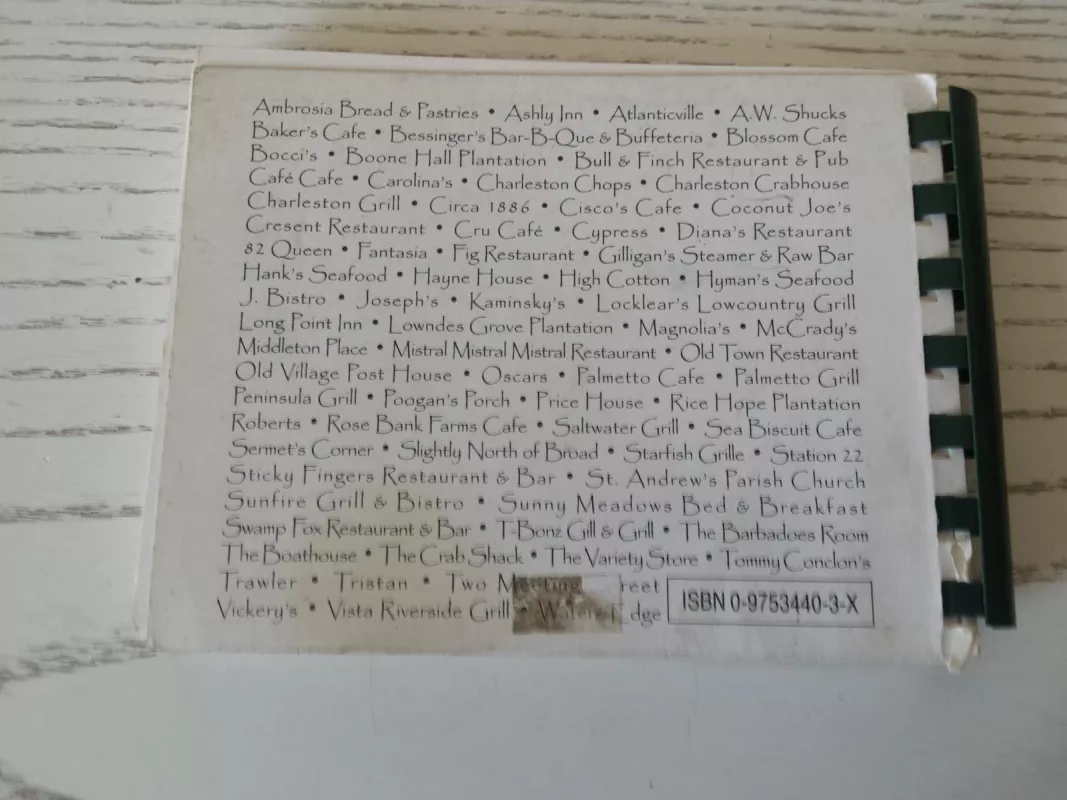 Ambrosia Bread & Pastries • Ashly Inn • Atlanticville • A.W. Shucks
Baker's Cafe • Bessinger's Bar-B-Que & Buffeteria • Blossom Cafe
Bocci's • Boone Hall Plantation • Bull & Finch Restaurant & Pub
Café Cafe • Carolina's • Charleston Chops • Charleston Crabhouse
Charleston Grill • Circa 1886 • Cisco's Cafe • Coconut Joe's
Cresent Restaurant • Cru Café • Cypress • Diana's Restaurant
82 Queen • Fantasia • Fig Restaurant • Gilligan's Steamer & Raw Bar
Hank's Seafood • Hayne House • High Cotton • Hyman's Seafood
J. Bistro • Joseph's • Kaminsky's • Locklear's Lowcountry Grill
Long Point Inn • Lowndes Grove Plantation • Magnolia's • McCrady's
Middleton Place • Mistral Mistral Mistral Restaurant • Old Town Restaurant
Old Village Post House • Oscars • Palmetto Cafe • Palmetto Grill
Peninsula Grill • Poogan's Porch • Price House • Rice Hope Plantation
Roberts • Rose Bank Farms Cafe • Saltwater Grill • Sea Biscuit Cafe
Sermet's Corner • Slightly North of Broad • Starfish Grille • Station 22
Sticky Fingers Restaurant & Bar • St. Andrew's Parish Church
Sunfire Grill & Bistro • Sunny Meadows Bed & Breakfast
Swamp Fox Restaurant & Bar • T-Bonz Gill & Grill • The Barbadoes Room
The Boathouse • The Crab Shack • The Variety Store • Tommy Condon's
Trawler • Tristan • Two Meeting reet
Vickery's • Vista Riverside Grill • Waters Edge
ISBN 0-9753440-3-X